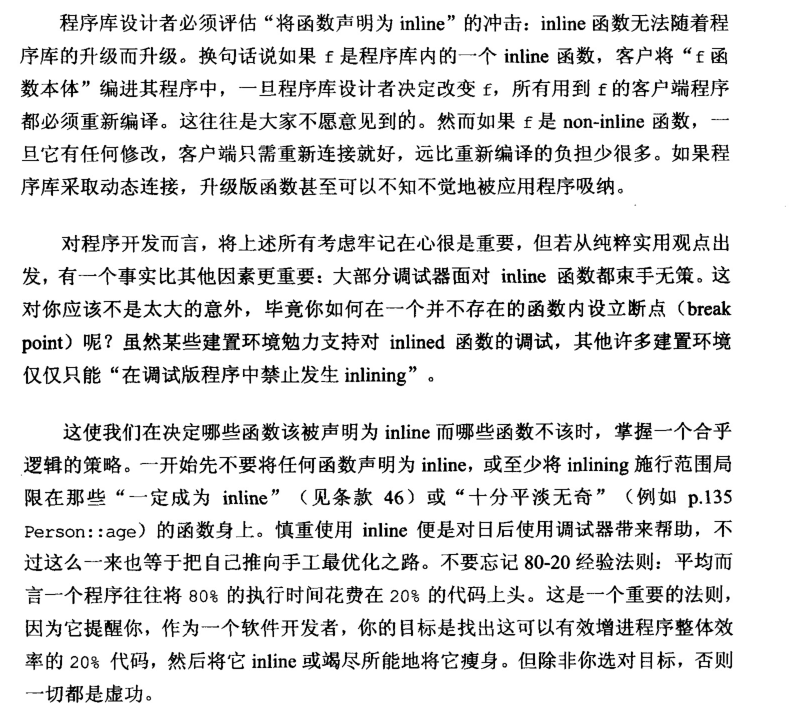 程序库设计者必须评估“将函数声明为 inline”的冲击：inline 函数无法随着程
序库的升级而升级。换句话说如果 f 是程序库内的一个 inline 函数，客户将“f 函
数本体”编进其程序中，一旦程序库设计者决定改变 f，所有用到 f 的客户端程序
都必须重新编译。这往往是大家不愿意见到的。然而如果 f 是 non-inline 函数，一
旦它有任何修改，客户端只需重新连接就好，远比重新编译的负担少很多。如果程
序库采取动态连接，升级版函数甚至可以不知不觉地被应用程序吸纳。
对程序开发而言，将上述所有考虑牢记在心很是重要，但若从纯粹实用观点出
发，有一个事实比其他因素更重要：大部分调试器面对 inline 函数都束手无策。这
对你应该不是太大的意外，毕竟你如何在一个并不存在的函数内设立断点（break
point）呢？虽然某些建置环境勉力支持对 inlined 函数的调试，其他许多建置环境
仅仅只能“在调试版程序中禁止发生 inlining”。
这使我们在决定哪些函数该被声明为 inline 而哪些函数不该时，掌握一个合乎
逻辑的策略。一开始先不要将任何函数声明为 inline，或至少将 inlining 施行范围局
限在那些“一定成为 inline”（见条款 46）或“十分平淡无奇”（例如 p.135
Person::age）的函数身上。慎重使用 inline 便是对日后使用调试器带来帮助，不
过这么一来也等于把自己推向手工最优化之路。不要忘记 80-20 经验法则：平均而
言一个程序往往将 80% 的执行时间花费在 20% 的代码上头。这是一个重要的法则，
因为它提醒你，作为一个软件开发者，你的目标是找出这可以有效增进程序整体效
率的 20% 代码，然后将它 inline 或竭尽所能地将它瘦身。但除非你选对目标，否则
一切都是虚功。